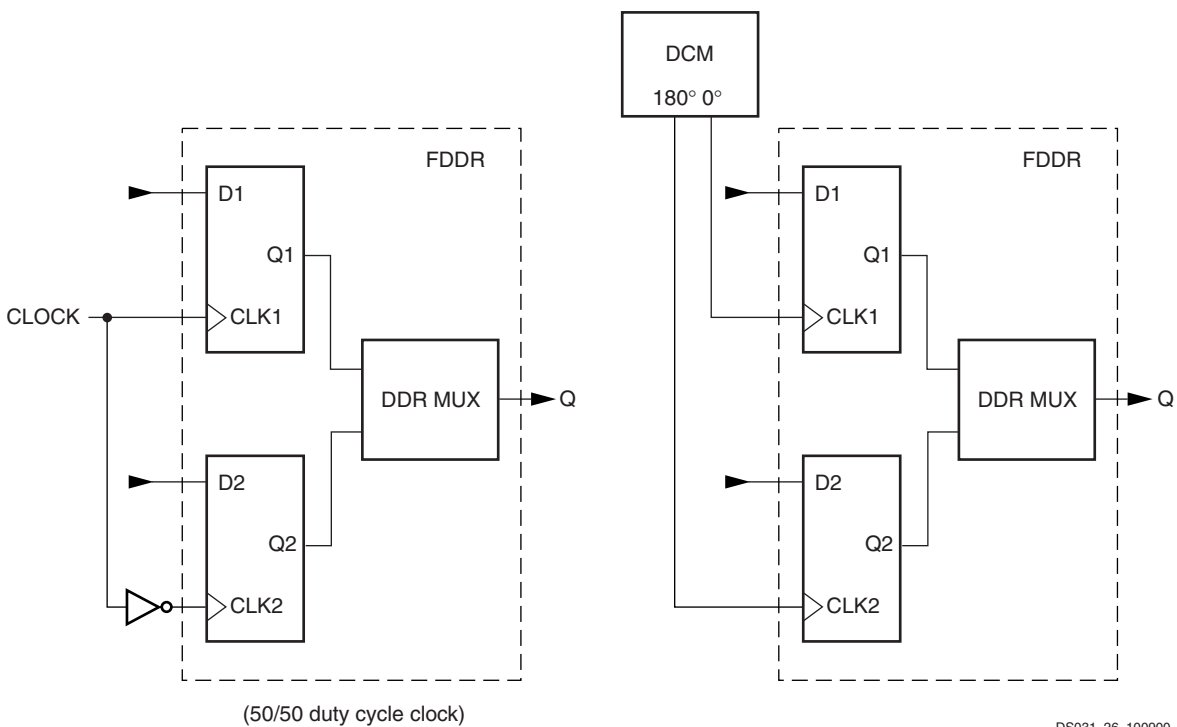 FDDR
D1
Q1
CLOCK
CLK1
DDR MUX
Q
D2
Q2
CLK2
(50/50 duty cycle clock)
DCM
180° 0°
FDDR
D1
Q1
CLK1
DDR MUX
Q
D2
Q2
CLK2
DS031_26_100900